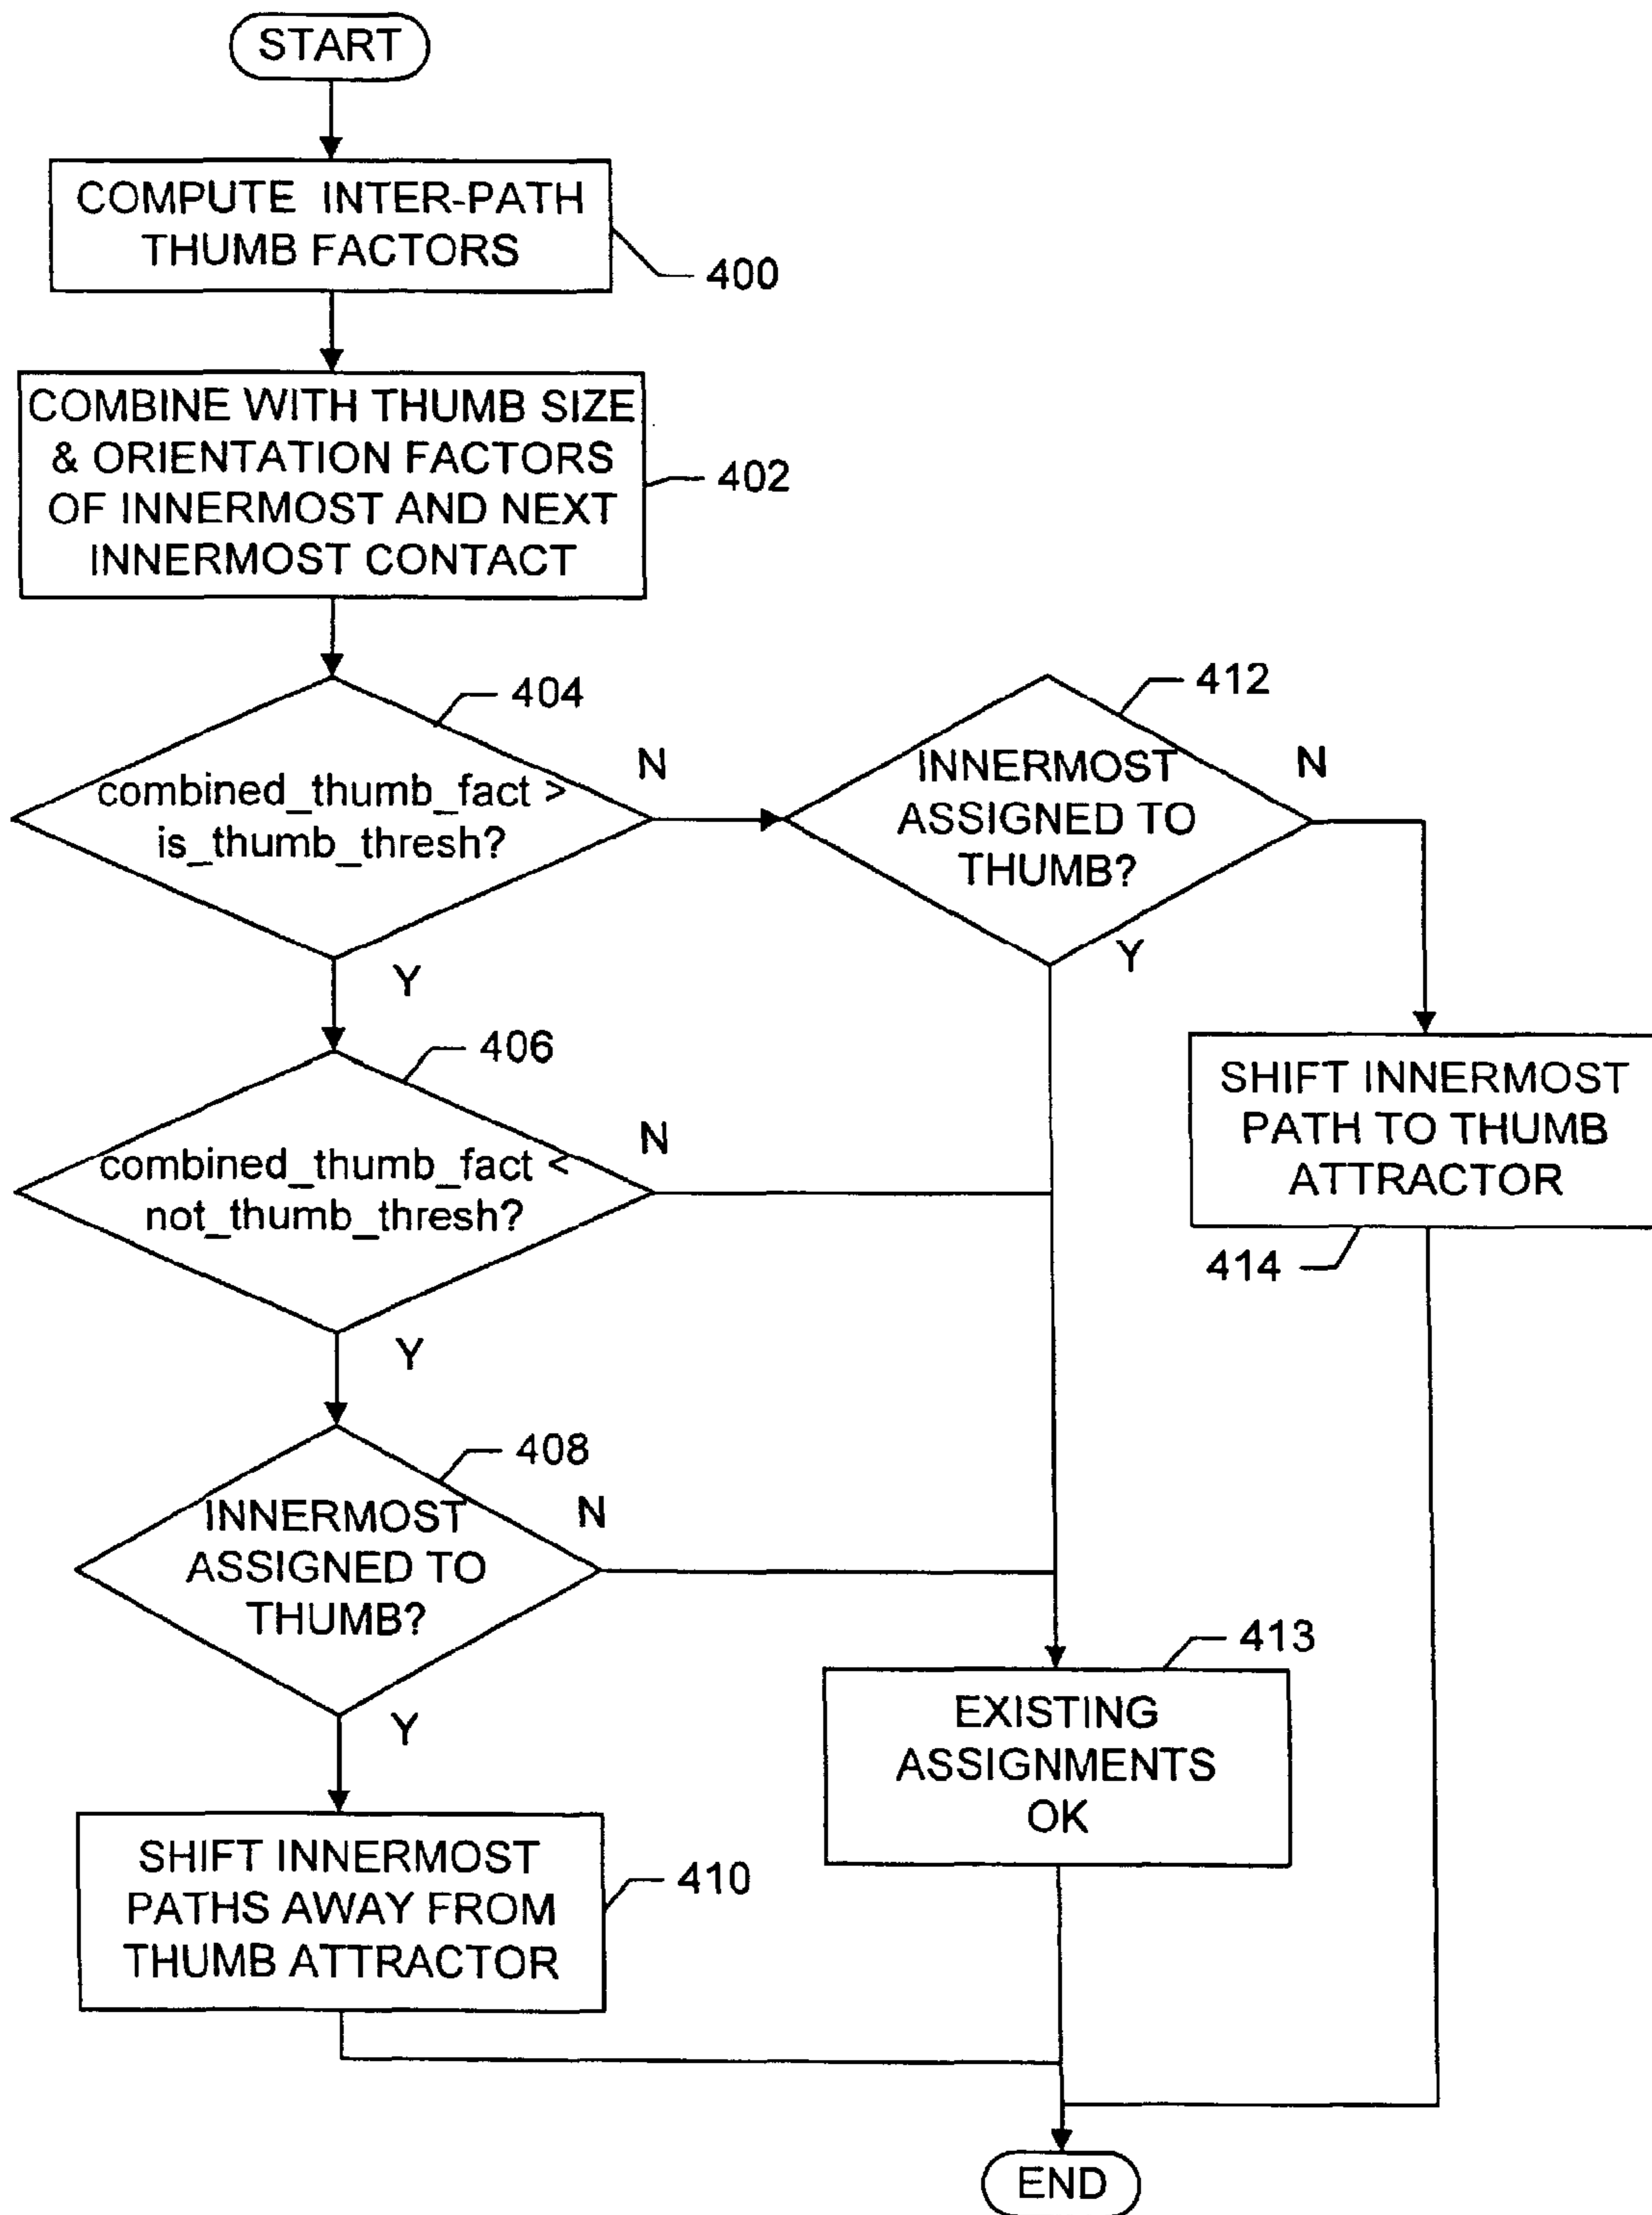 START
COMPUTE INTER-PATH
THUMB FACTORS
400
COMBINE WITH THUMB SIZE
& ORIENTATION FACTORS
OF INNERMOST AND NEXT
INNERMOST CONTACT
402
404
combined_thumb_fact >
is_thumb_thresh?
N
Y
412
INNERMOST
ASSIGNED TO
THUMB?
N
Y
406
combined_thumb_fact <
not_thumb_thresh?
N
Y
SHIFT INNERMOST
PATH TO THUMB
ATTRACTOR
414
408
INNERMOST
ASSIGNED TO
THUMB?
N
Y
413
EXISTING
ASSIGNMENTS
OK
SHIFT INNERMOST
PATHS AWAY FROM
THUMB ATTRACTOR
410
END